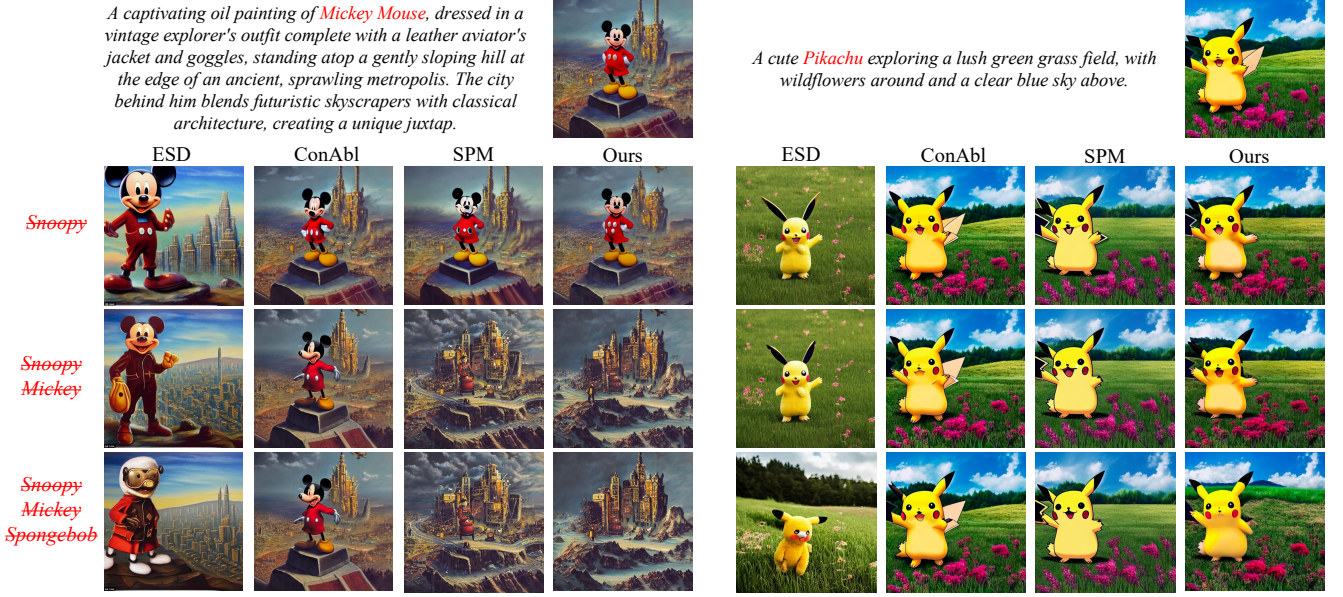 A captivating oil painting of Mickey Mouse, dressed in a
vintage explorer's outfit complete with a leather aviator's
jacket and goggles, standing atop a gently sloping hill at
the edge of an ancient, sprawling metropolis. The city
behind him blends futuristic skyscrapers with classical
architecture, creating a unique juxtap.
A cute Pikachu exploring a lush green grass field, with
wildflowers around and a clear blue sky above.
ESD ConAbl SPM Ours
ESD ConAbl SPM Ours
Snoopy
Snoopy
Mickey
Snoopy
Mickey
Spongebob